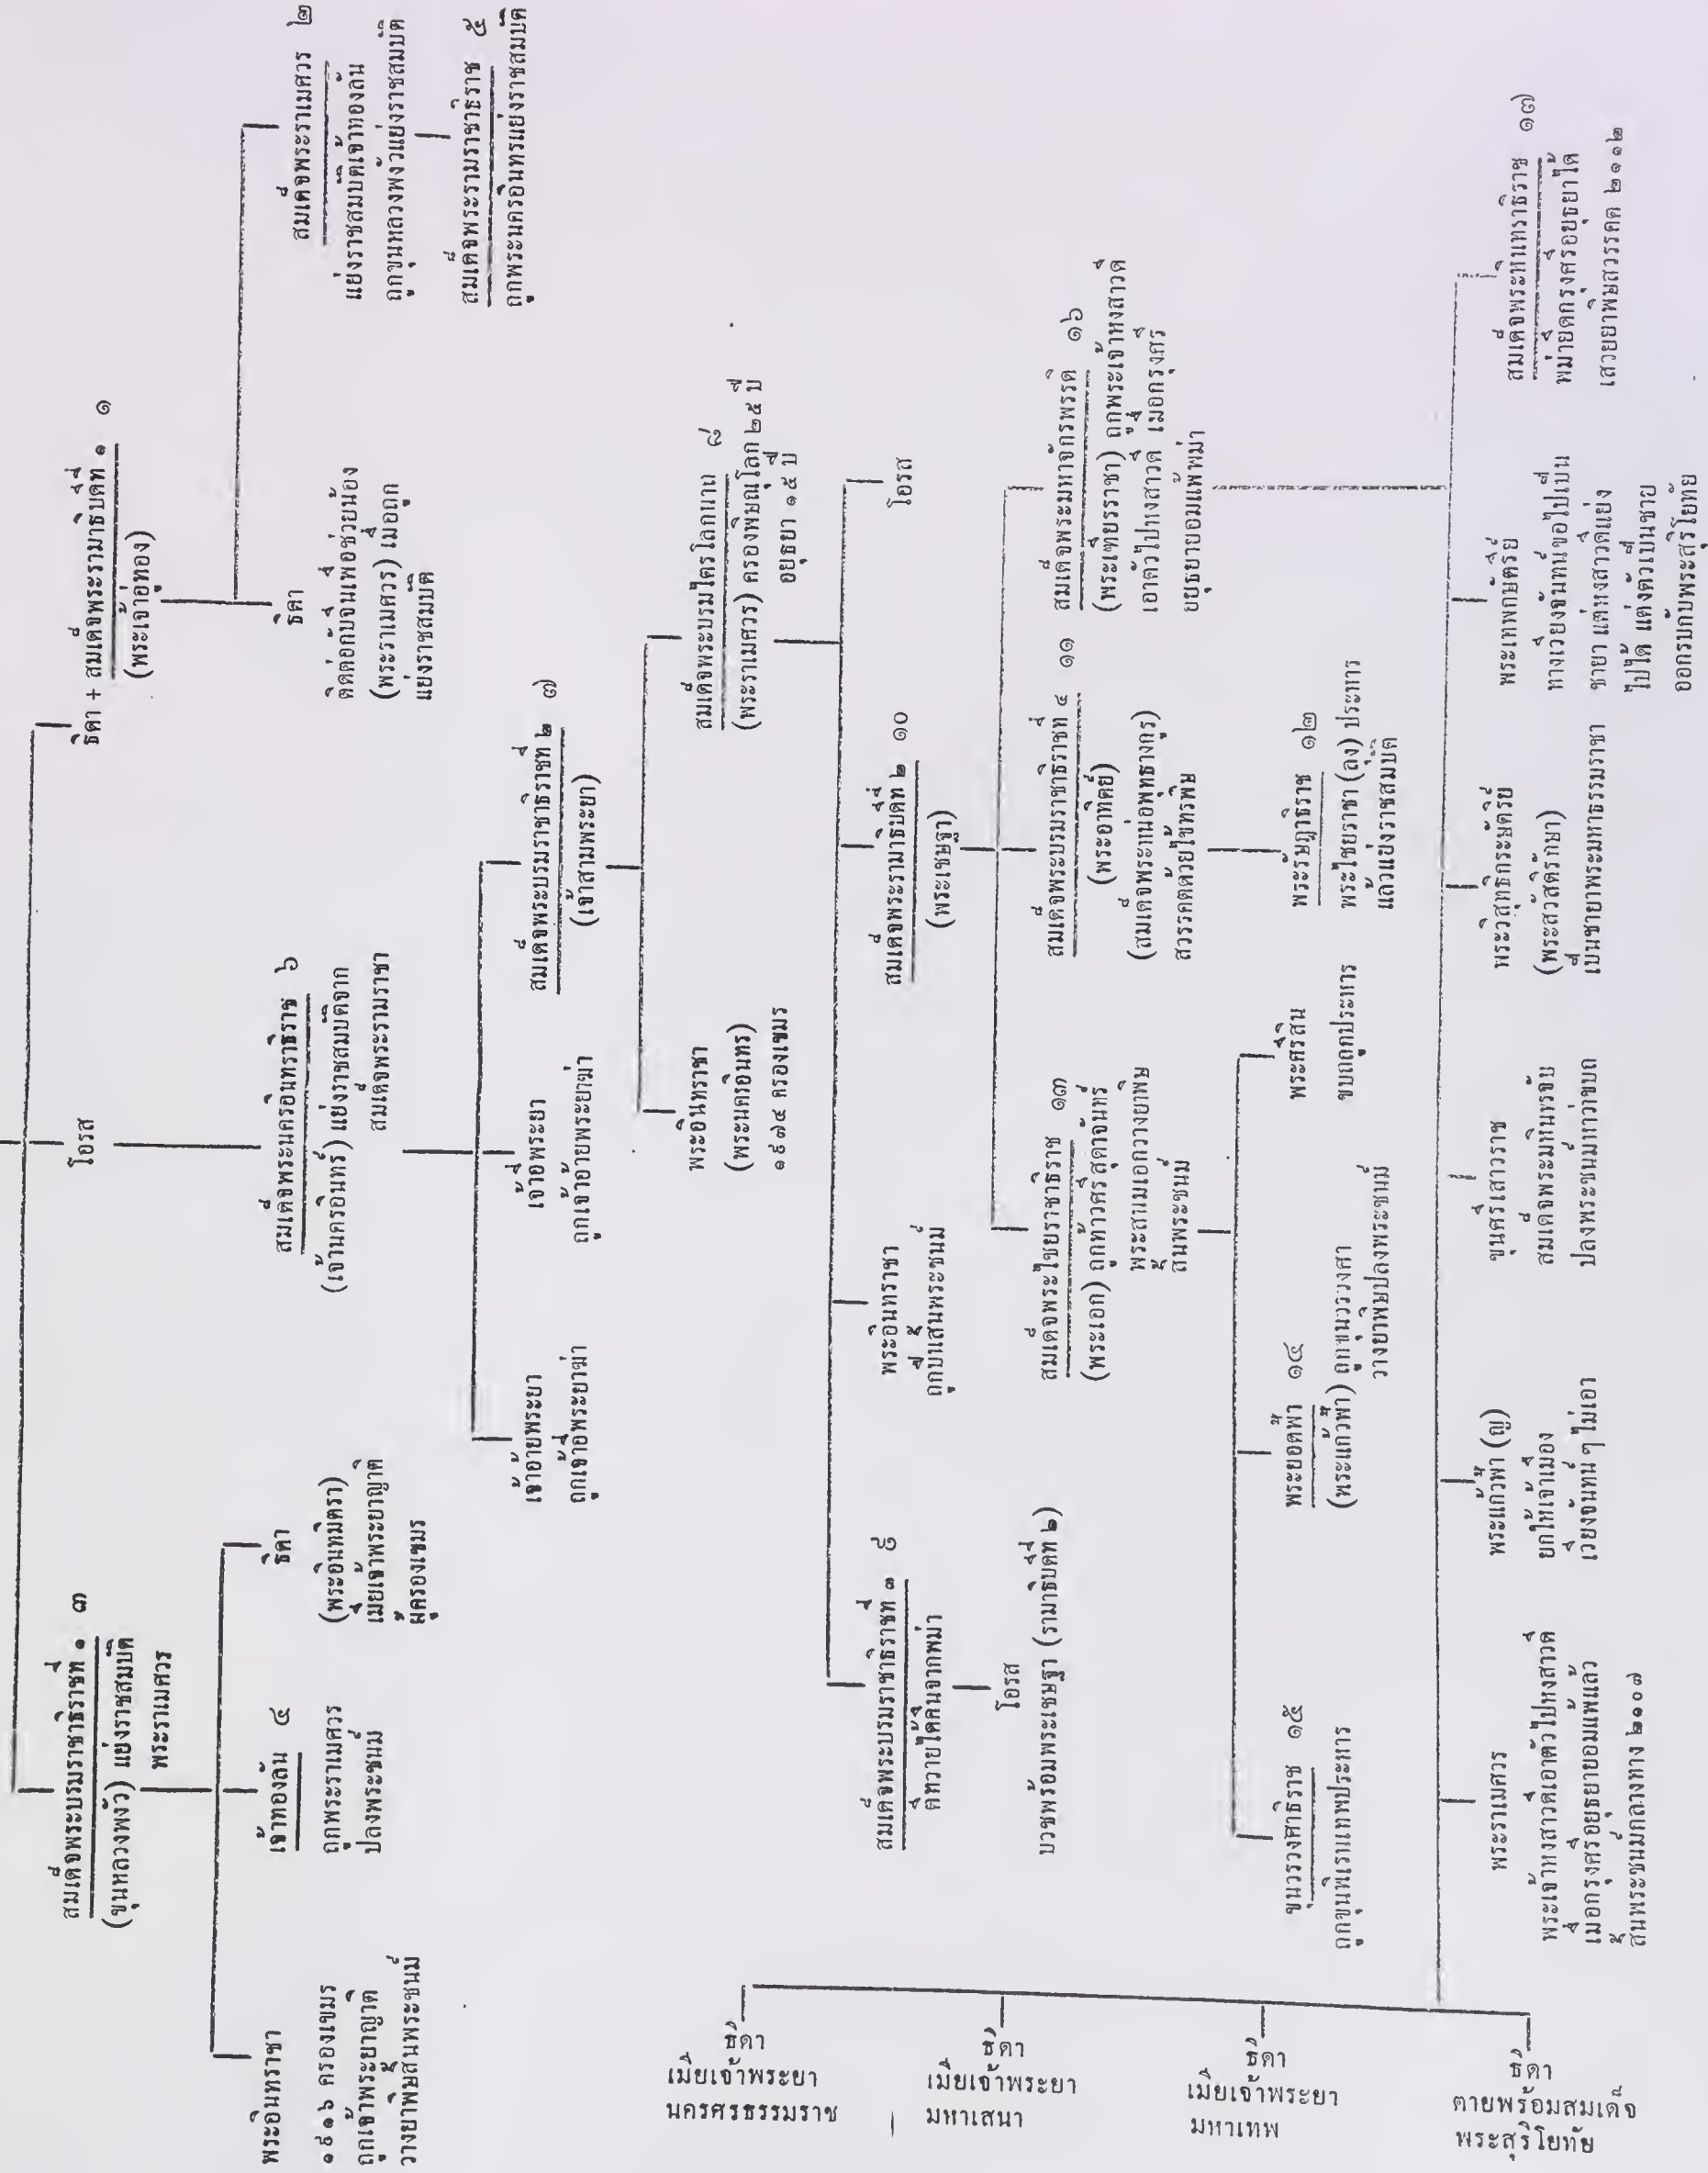 สมเด็จพระบรมราชาธิราชที่ ๑ ๓
(ขุนหลวงพงั่ว) แย่งราชสมบัติ
พระราเมศวร
โอรส
ธิดา + สมเด็จพระรามาธิบดีที่ ๑ ๑
(พระเจ้าอู่ทอง)
พระอินทราชา
๑๙๑๖ ครองเขมร
ถูกเจ้าพระยาญาติ
วางยาพิษสิ้นพระชนม์
เจ้าทองลั่น ๔
ถูกพระราเมศวร
ปลงพระชนม์
ธิดา
(พระอินทมิตรา)
เมียเจ้าพระยาญาติ
ผู้ครองเขมร
สมเด็จพระนครอินทราธิราช ๖
(เจ้านครอินทร์) แย่งราชสมบัติจาก
สมเด็จพระรามราชา
ธิดา
ติดต่อกับจีนเพื่อช่วยน้อง
(พระราเมศวร) เมื่อถูก
แย่งราชสมบัติ
สมเด็จพระราเมศวร ๒
แย่งราชสมบัติเจ้าทองลัน
ถูกขุนหลวงพงั่วแย่งราชสมบัติ
สมเด็จพระรามราชาธิราช ๕
ถูกพระนครอินทรแย่งราชสมบัติ
เจ้าอ้ายพระยา
ถูกเจ้ายี่พระยาฆ่า
เจ้ายี่พระยา
ถูกเจ้าอ้ายพระยาฆ่า
สมเด็จพระบรมราชาธิราชที่ ๒ ๗
(เจ้าสามพระยา)
พระอินทราชา
(พระนครอินทร)
๑๙๗๔ ครองเขมร
สมเด็จพระบรมไตรโลกนาถ ๘
(พระราเมศวร) ครองพิษณุโลก ๒๕ ปี
อยุธยา ๑๕ ปี
สมเด็จพระบรมราชาธิราชที่ ๓ ๙
ตีทวายได้คืนจากพม่า
โอรส
บวชพร้อมพระเชษฐา (รามาธิบดีที่ ๒)
พระอินทราชา
ถูกปืนสิ้นพระชนม์
สมเด็จพระรามาธิบดีที่ ๒ ๑๐
(พระเชษฐา)
โอรส
สมเด็จพระไชยราชาธิราช ๑๓
(พระเอก) ถูกท้าวศรีสุดาจันทร์
พระสนมเอกวางยาพิษ
สิ้นพระชนม์
สมเด็จพระบรมราชาธิราชที่ ๔ ๑๑
(พระอาทิตย์)
(สมเด็จพระหน่อพุทธางกูร)
สวรรคตด้วยไข้ทรพิษ
สมเด็จพระมหาจักรพรรดิ ๑๖
(พระเทียรราชา) ถูกพระเจ้าหงสาวดี
เอาตัวไปหงสาวดี เมื่อกรุงศรี
อยุธยายอมแพ้พม่า
ขุนวรวงศาธิราช ๑๕
ถูกขุนพิเรนเทพประหาร
พระยอดฟ้า ๑๔
(พระแก้วฟ้า) ถูกขุนวรวงศา
วางยาพิษปลงพระชนม์
พระศรีสิน
ขบถถูกประหาร
พระรัษฎาธิราช ๑๒
พระไชยราชา (ลุง) ประหาร
แล้วแย่งราชสมบัติ
พระราเมศวร
พระเจ้าหงสาวดีเอาตัวไปหงสาวดี
เมื่อกรุงศรีอยุธยายอมแพ้แล้ว
สิ้นพระชนม์กลางทาง ๒๑๐๗
พระแก้วฟ้า (ญ)
ยกให้เจ้าเมือง
เวียงจันทน์ ๆ ไม่เอา
ขุนศรีเสาวราช
สมเด็จพระมหินทรจับ
ปลงพระชนม์หาว่าขบถ
พระวิสุทธิกระษัตริย์
(พระสวัสดิรักษา)
เป็นชายาพระมหาธรรมราชา
พระเทพกษัตรีย์
ทางเวียงจันทน์ขอไปเป็น
ชายา แต่หงสาวดีแย่ง
ไปได้ แต่งตัวเป็นชาย
ออกรบกับพระสุริโยทัย
สมเด็จพระหินทราธิราช ๑๗
พม่ายึดกรุงศรีอยุธยาได้
เสวยยาพิษสวรรคต ๒๑๑๒
ธิดา
เมียเจ้าพระยา
นครศรธรรมราช
ธิดา
เมียเจ้าพระยา
มหาเสนา
ธิดา
เมียเจ้าพระยา
มหาเทพ
ธิดา
ตายพร้อมสมเด็จ
พระสุริโยทัย